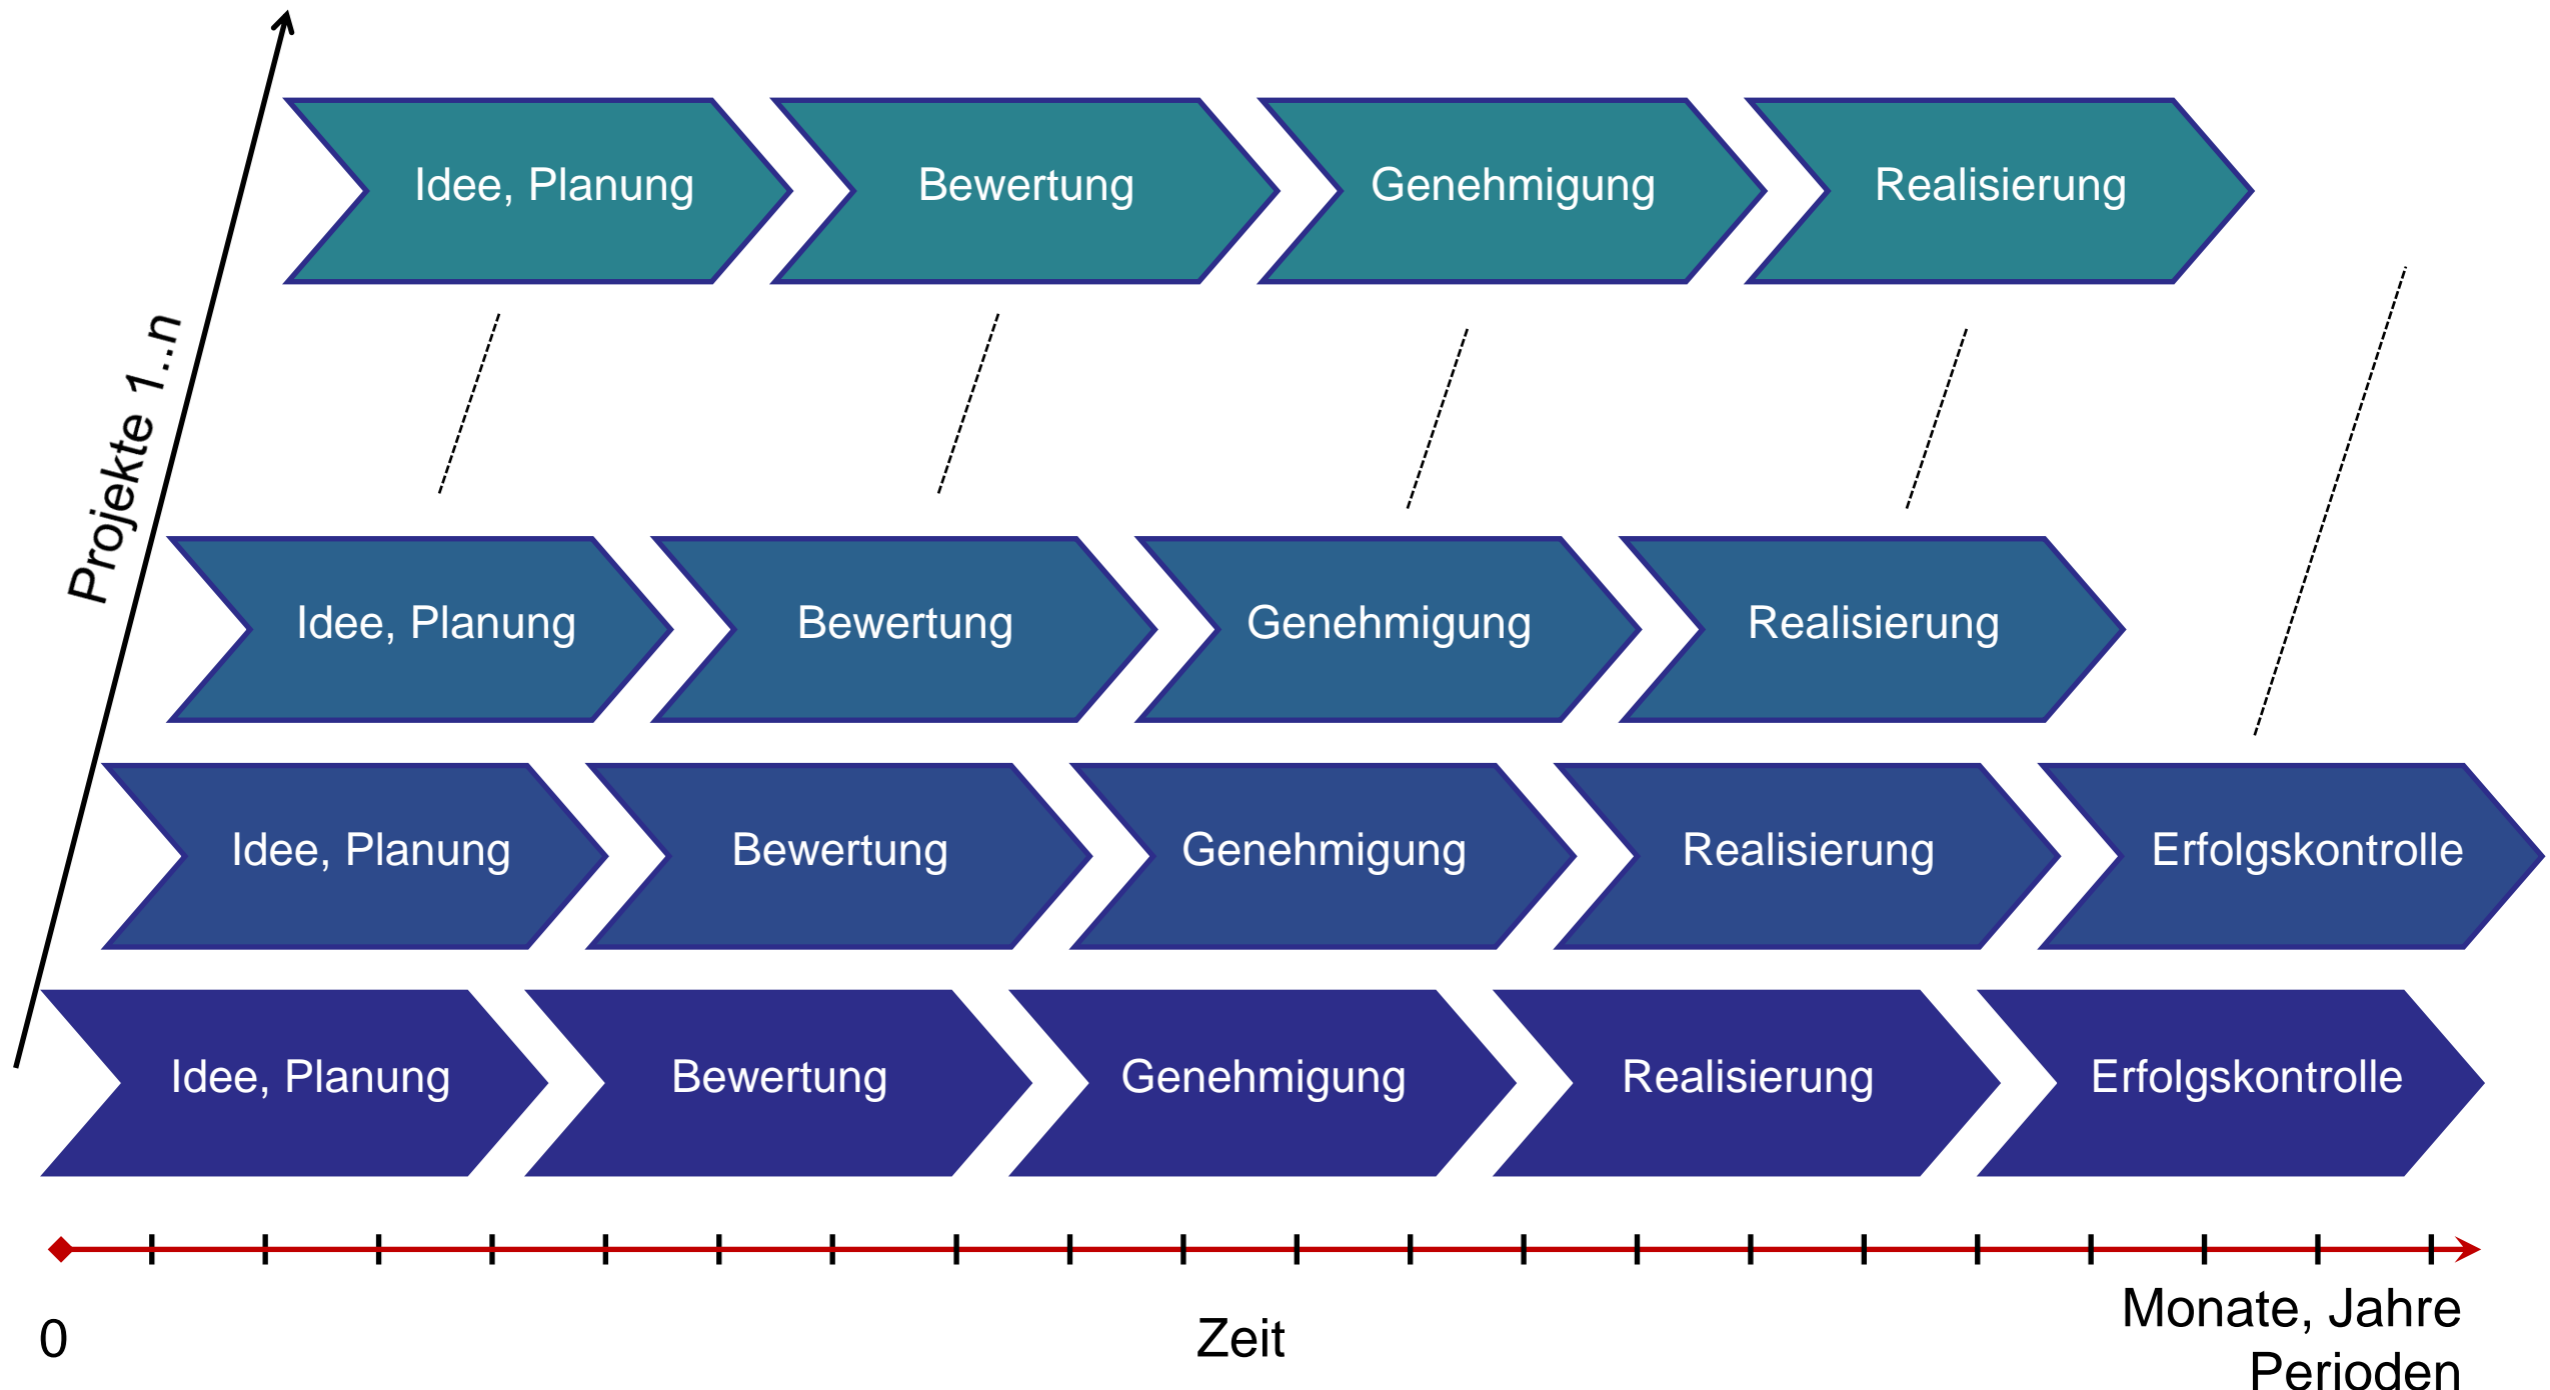 Idee, Planung
Bewertung
Genehmigung
Realisierung
Projekte 1..n
Idee, Planung
Bewertung
Genehmigung
Realisierung
Idee, Planung
Bewertung
Genehmigung
Realisierung
Erfolgskontrolle
Idee, Planung
Bewertung
Genehmigung
Realisierung
Erfolgskontrolle
0
Zeit
Monate, Jahre
Perioden